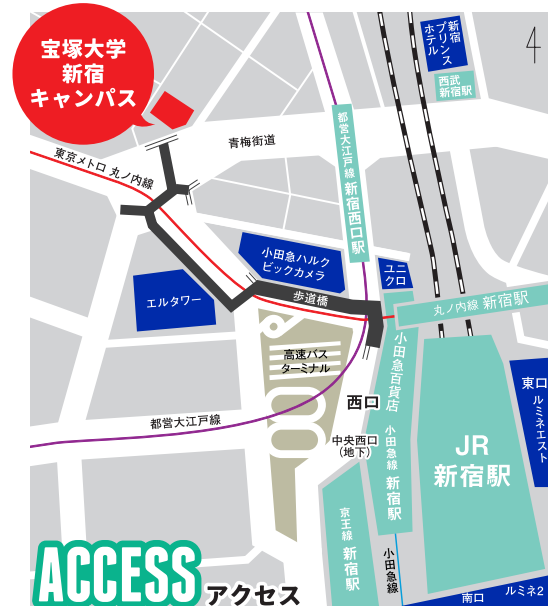 宝塚大学
新宿
キャンパス
新宿
プリンス
ホテル
西武
新宿駅
4
青梅街道
東京メトロ 丸ノ内線
都営大江戸線 新宿西口駅
小田急ハルク
ビックカメラ
ユニ
クロ
エルタワー
歩道橋
丸ノ内線 新宿駅
高速バス
ターミナル
小田急百貨店
西口
東口
ルミネエスト
都営大江戸線
中央西口
(地下)
小田急線 新宿駅
JR
新宿駅
京王線 新宿駅
小田急線
ルミネ2
南口
ACCESS
アクセス